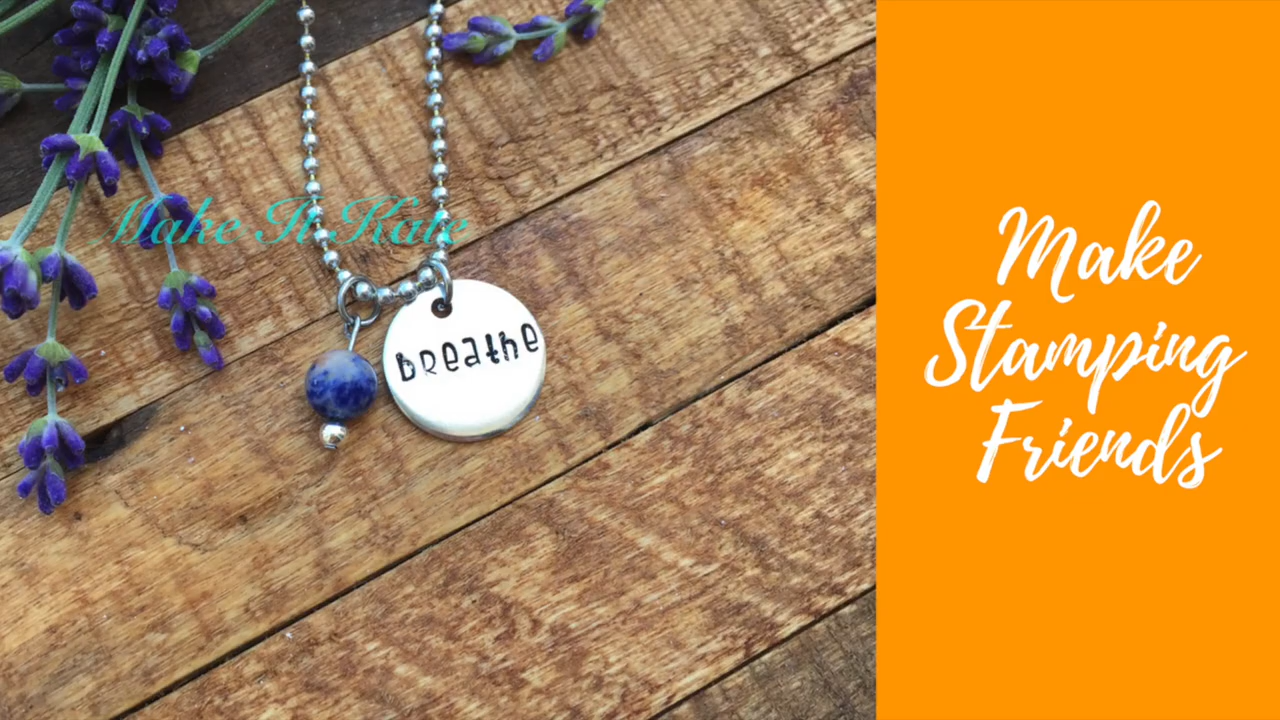 Make It Kate
breathe
Make
Stamping
Friends